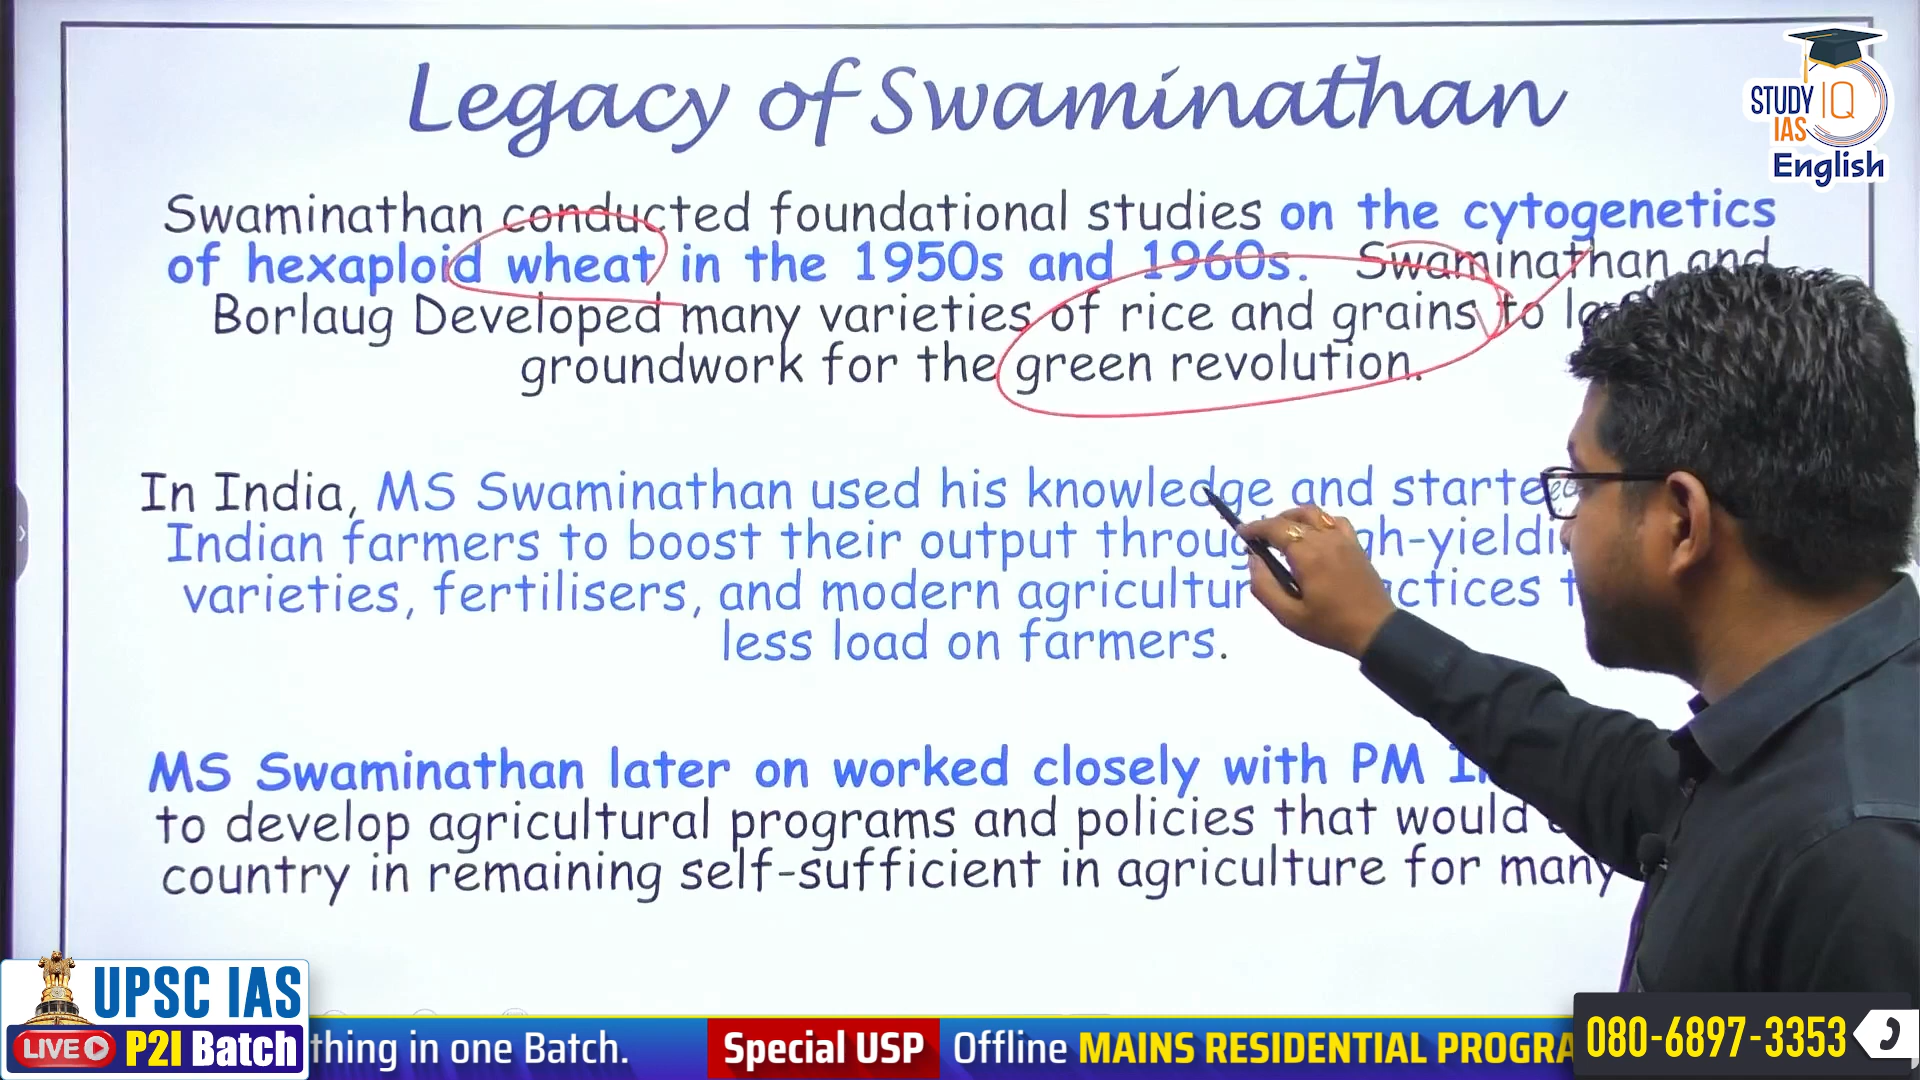 Legacy of Swaminathan
STUDY IQ
IAS
English
Swaminathan conducted foundational studies on the cytogenetics
of hexaploid wheat in the 1950s and 1960s. Swaminathan and
Borlaug Developed many varieties of rice and grains to
groundwork for the green revolution.
In India, MS Swaminathan used his knowledge and
Indian farmers to boost their output
varieties, fertilisers, and modern
less load on farmers.
MS Swaminathan later on worked closely with PM
to develop agricultural programs and policies that would
country in remaining self-sufficient in agriculture for many
UPSC IAS
LIVE P2I Batch
thing in one Batch.
Special USP
Offline MAINS RESIDENTIAL
080-6897-3353